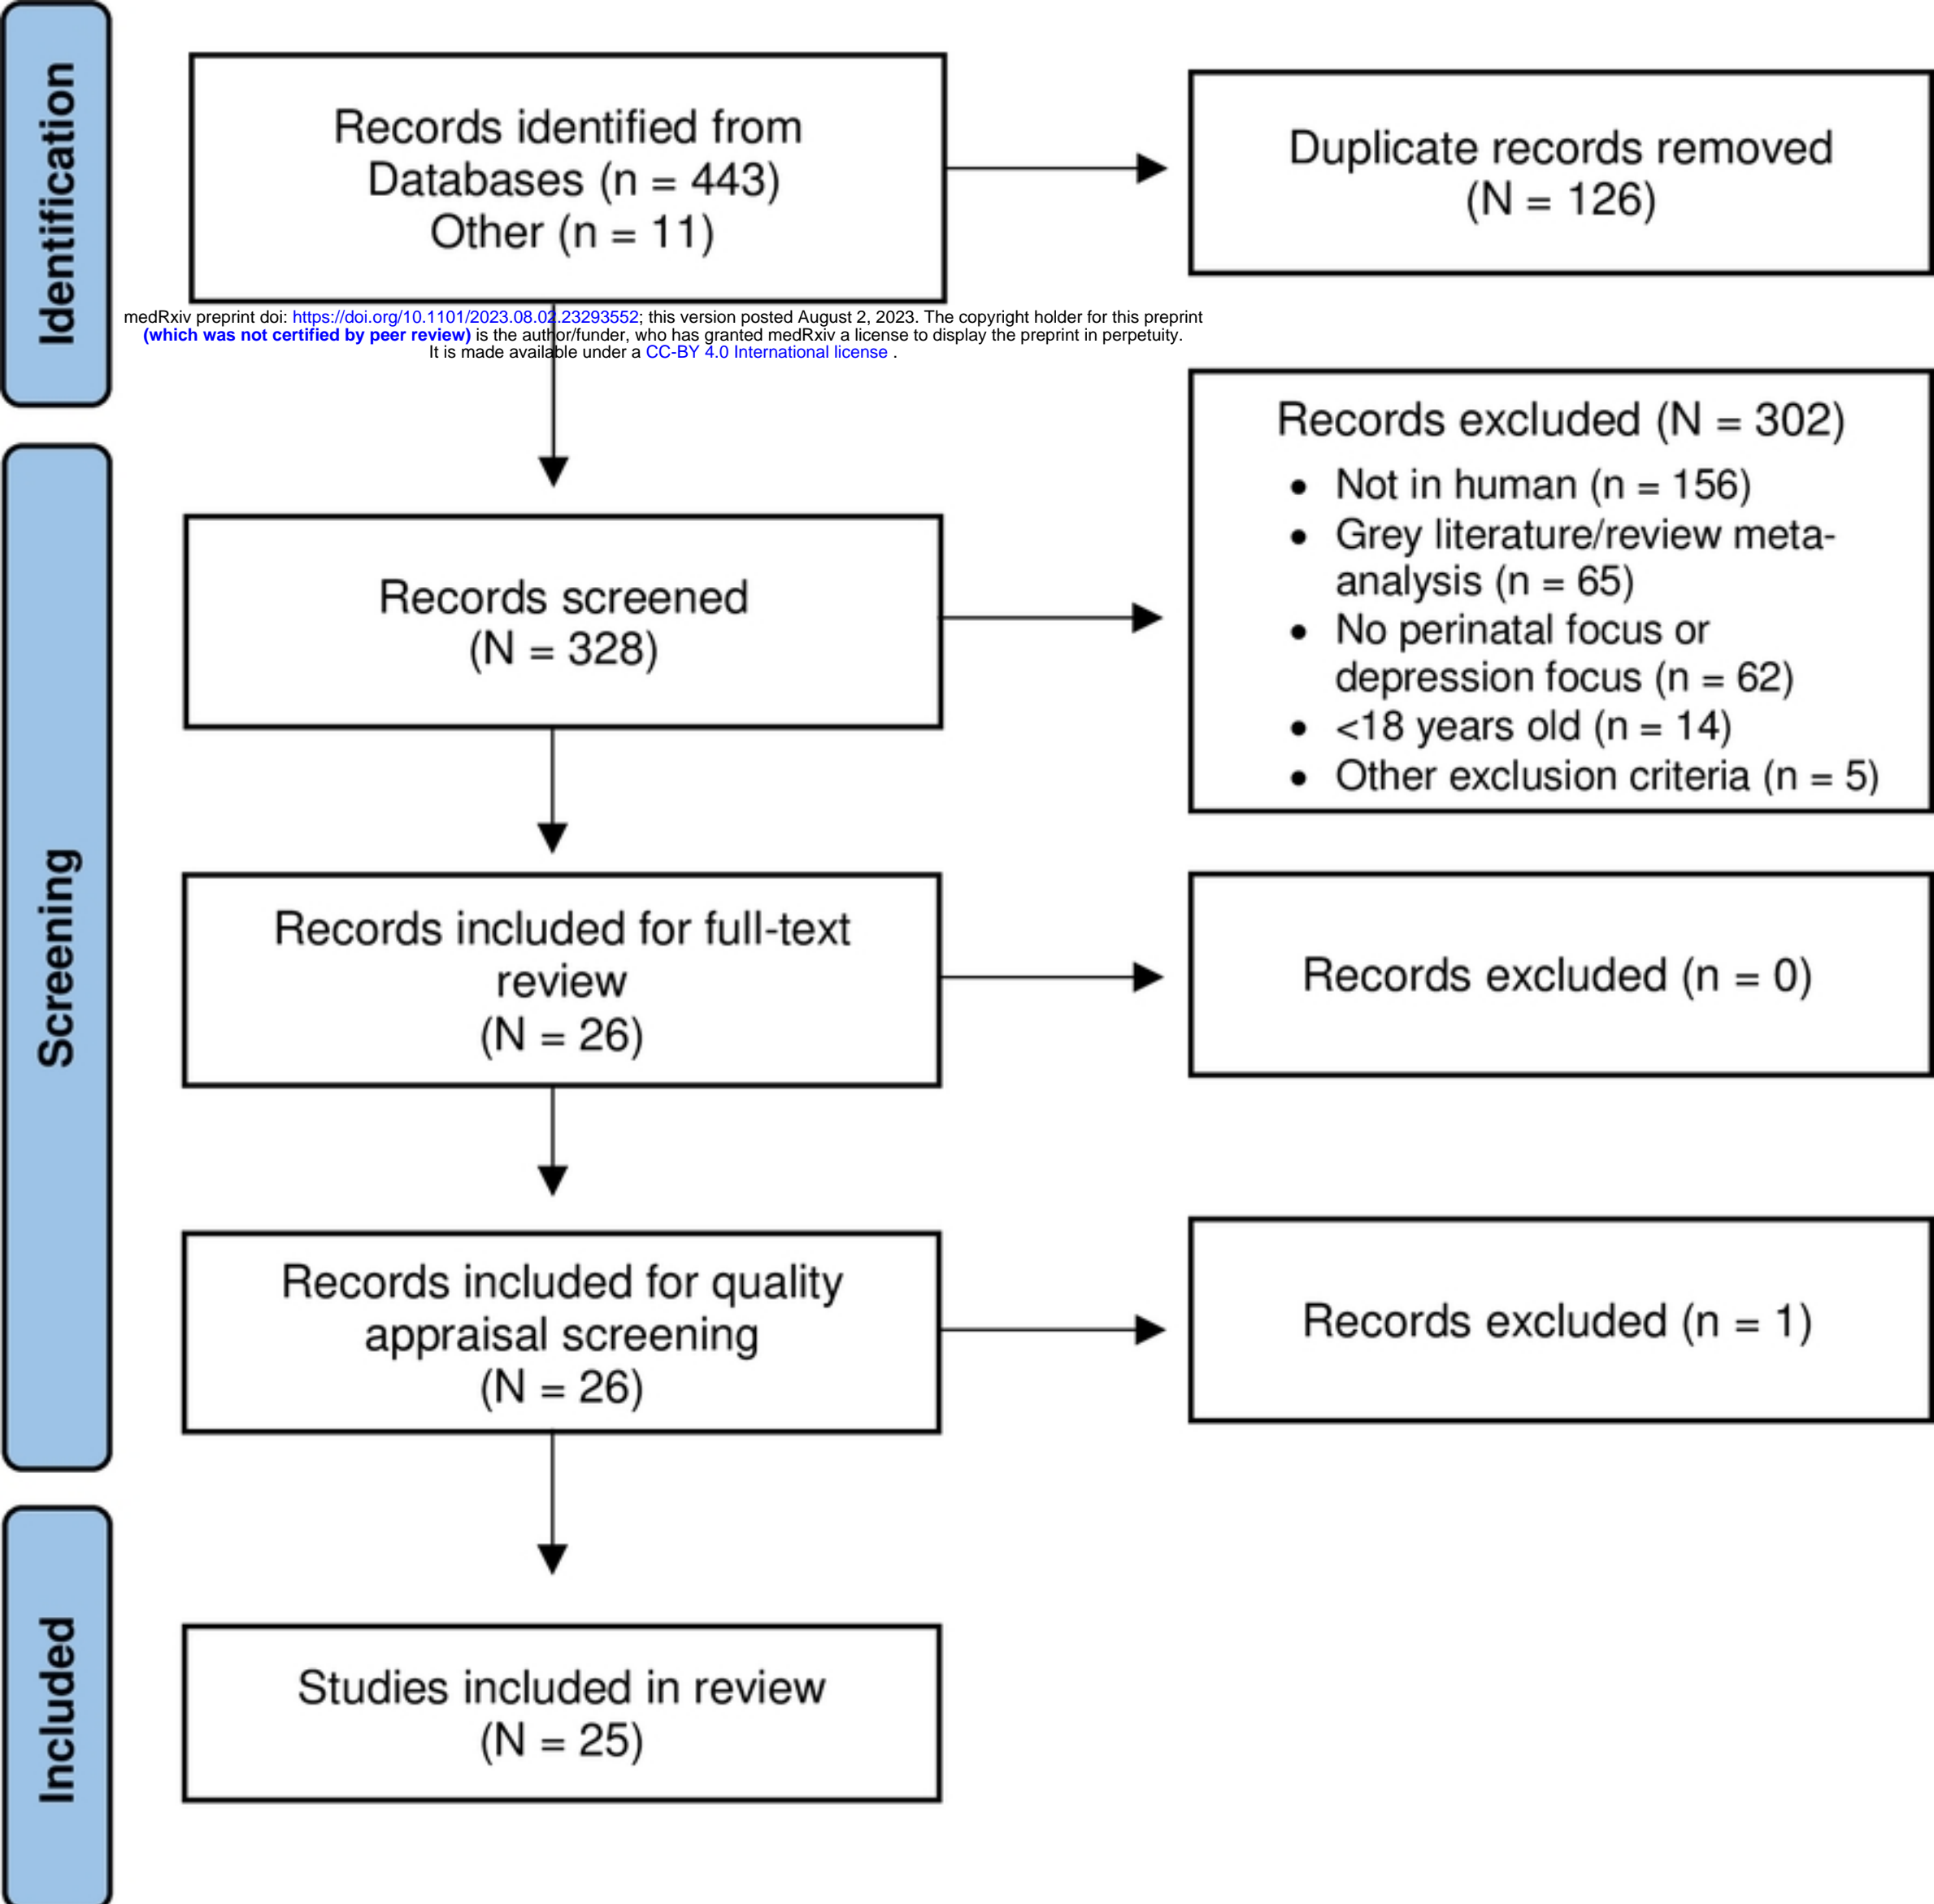 Identification
Records identified from
Databases (n = 443)
Other (n = 11)
Duplicate records removed
(N = 126)
medRxiv preprint doi: https://doi.org/10.1101/2023.08.02.23293552; this version posted August 2, 2023. The copyright holder for this preprint
(which was not certified by peer review) is the author/funder, who has granted medRxiv a license to display the preprint in perpetuity.
It is made available under a CC-BY 4.0 International license .
Screening
Records screened
(N = 328)
Records excluded (N = 302)
• Not in human (n = 156)
• Grey literature/review meta-
analysis (n = 65)
• No perinatal focus or
depression focus (n = 62)
• <18 years old (n = 14)
• Other exclusion criteria (n = 5)
Records included for full-text
review
(N = 26)
Records excluded (n = 0)
Records included for quality
appraisal screening
(N = 26)
Records excluded (n = 1)
Included
Studies included in review
(N = 25)